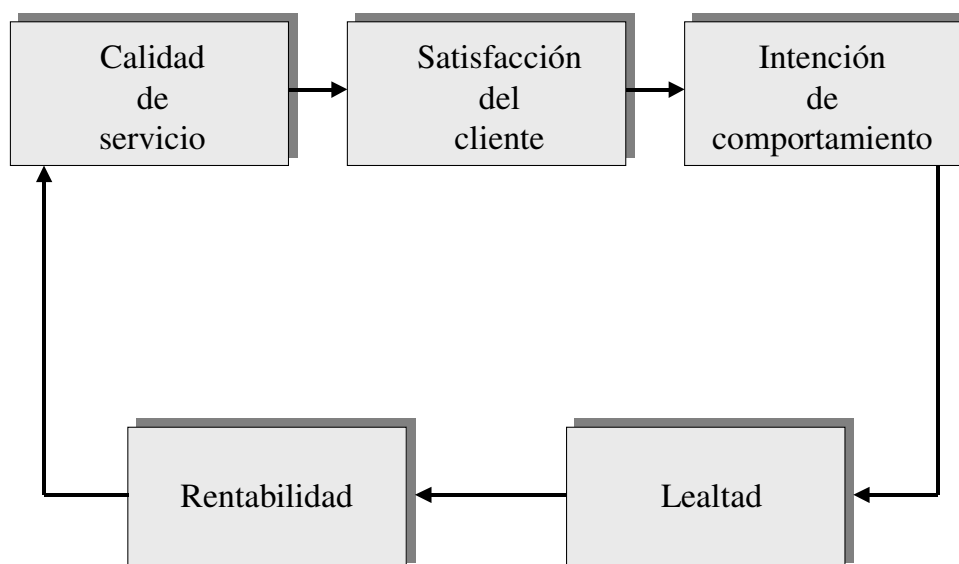 Calidad
de
servicio
Satisfacción
del
cliente
Intención
de
comportamiento
Rentabilidad
Lealtad